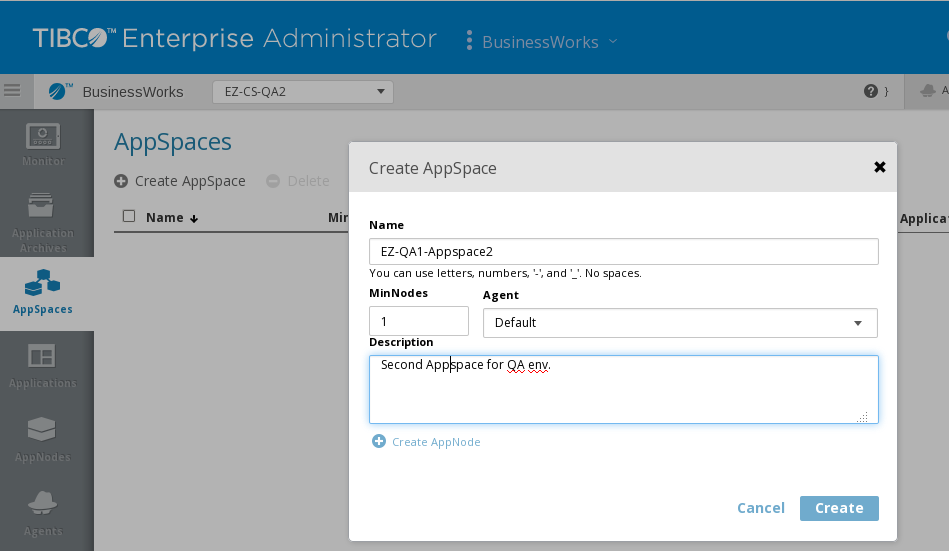 TIBCO™ Enterprise Administrator
BusinessWorks
BusinessWorks
EZ-CS-QA2
AppSpaces
Create AppSpace
Delete
Name
Monitor
Application
Archives
AppSpaces
Applications
AppNodes
Agents
Create AppSpace
Name
EZ-QA1-Appspace2
You can use letters, numbers, '-', and '_'. No spaces.
MinNodes
Agent
1
Default
Description
Second Appspace for QA env.
Create AppNode
Cancel
Create